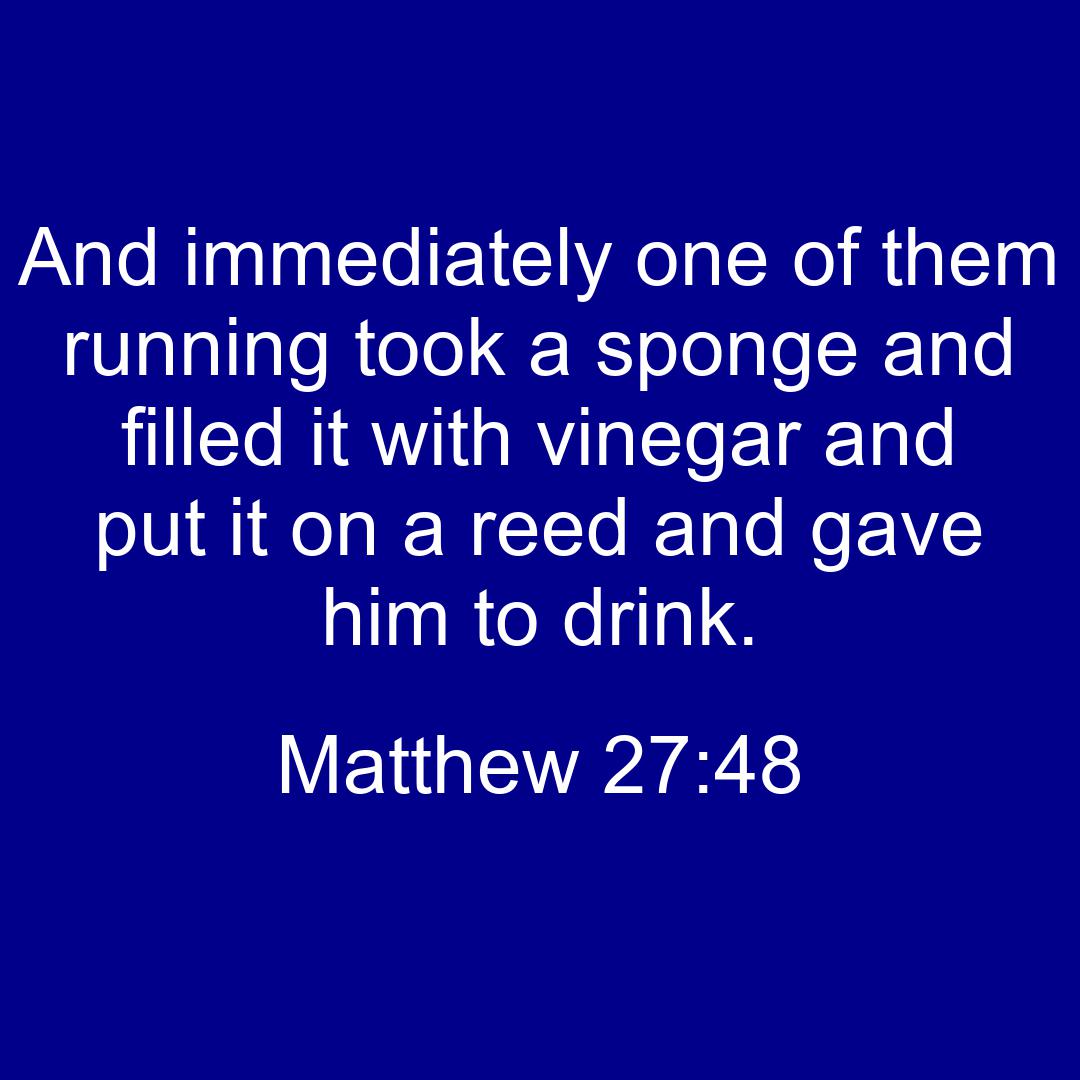 And immediately one of them
running took a sponge and
filled it with vinegar and
put it on a reed and gave
him to drink.
Matthew 27:48